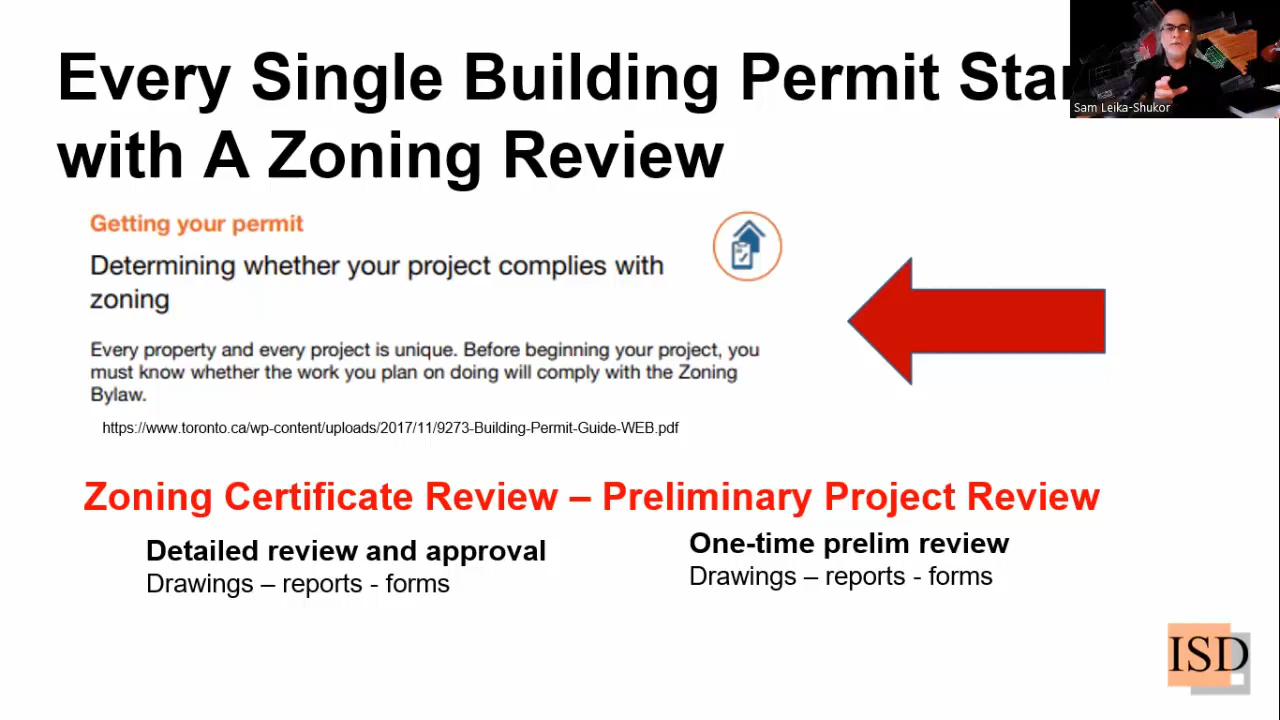 Every Single Building Permit Sta
with A Zoning Review
Sam Leika-Shukor
Getting your permit
Determining whether your project complies with
zoning
Every property and every project is unique. Before beginning your project, you
must know whether the work you plan on doing will comply with the Zoning
Bylaw.
https://www.toronto.ca/wp-content/uploads/2017/11/9273-Building-Permit-Guide-WEB.pdf
Zoning Certificate Review – Preliminary Project Review
Detailed review and approval
Drawings – reports - forms
One-time prelim review
Drawings – reports - forms
ISD